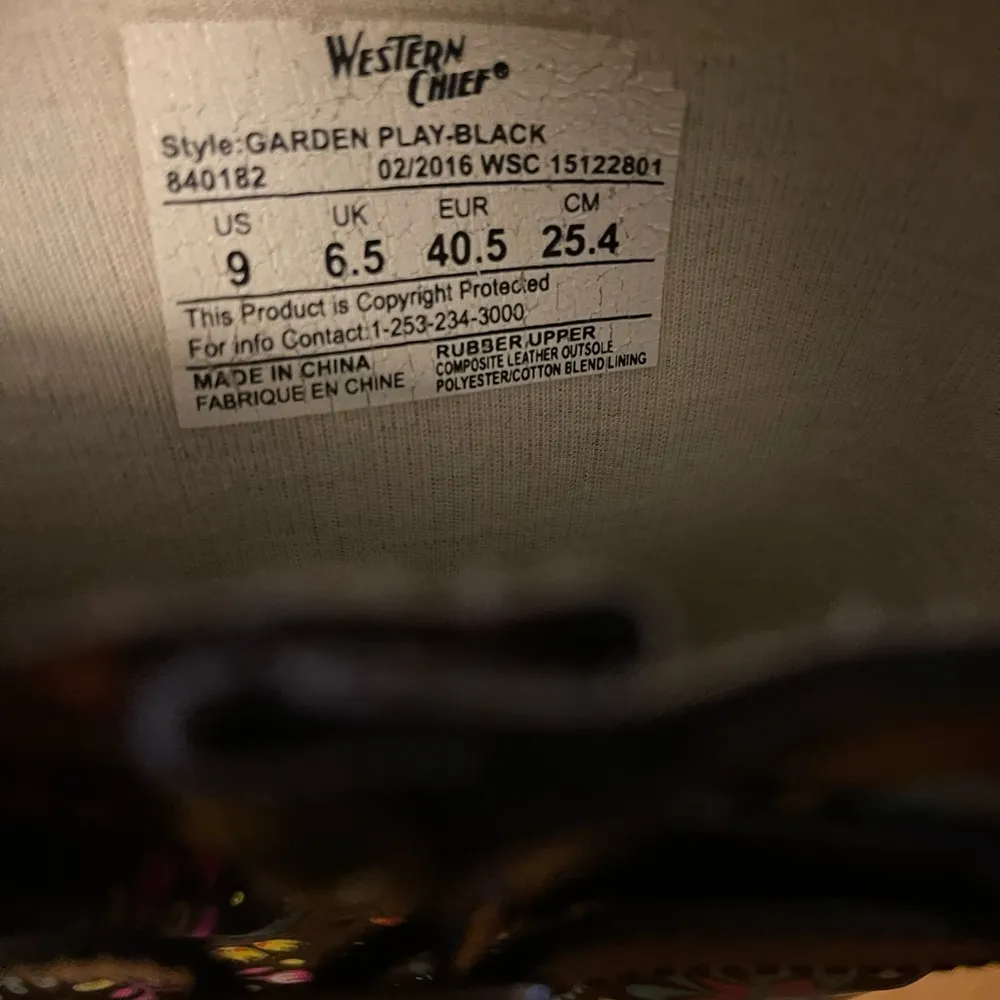 WESTERN
CHIEF®
Style:GARDEN PLAY-BLACK
840182 02/2016 WSC 15122801
US UK EUR CM
9 6.5 40.5 25.4
This Product is Copyright Protected
For info Contact:1-253-234-3000
MADE IN CHINA
FABRIQUE EN CHINE
RUBBER UPPER
COMPOSITE LEATHER OUTSOLE
POLYESTER/COTTON BLEND LINING